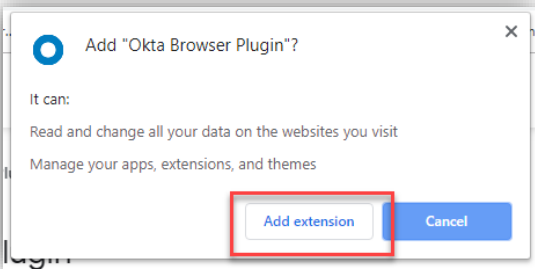 Add "Okta Browser Plugin"?
It can:
Read and change all your data on the websites you visit
Manage your apps, extensions, and themes
Add extension
Cancel